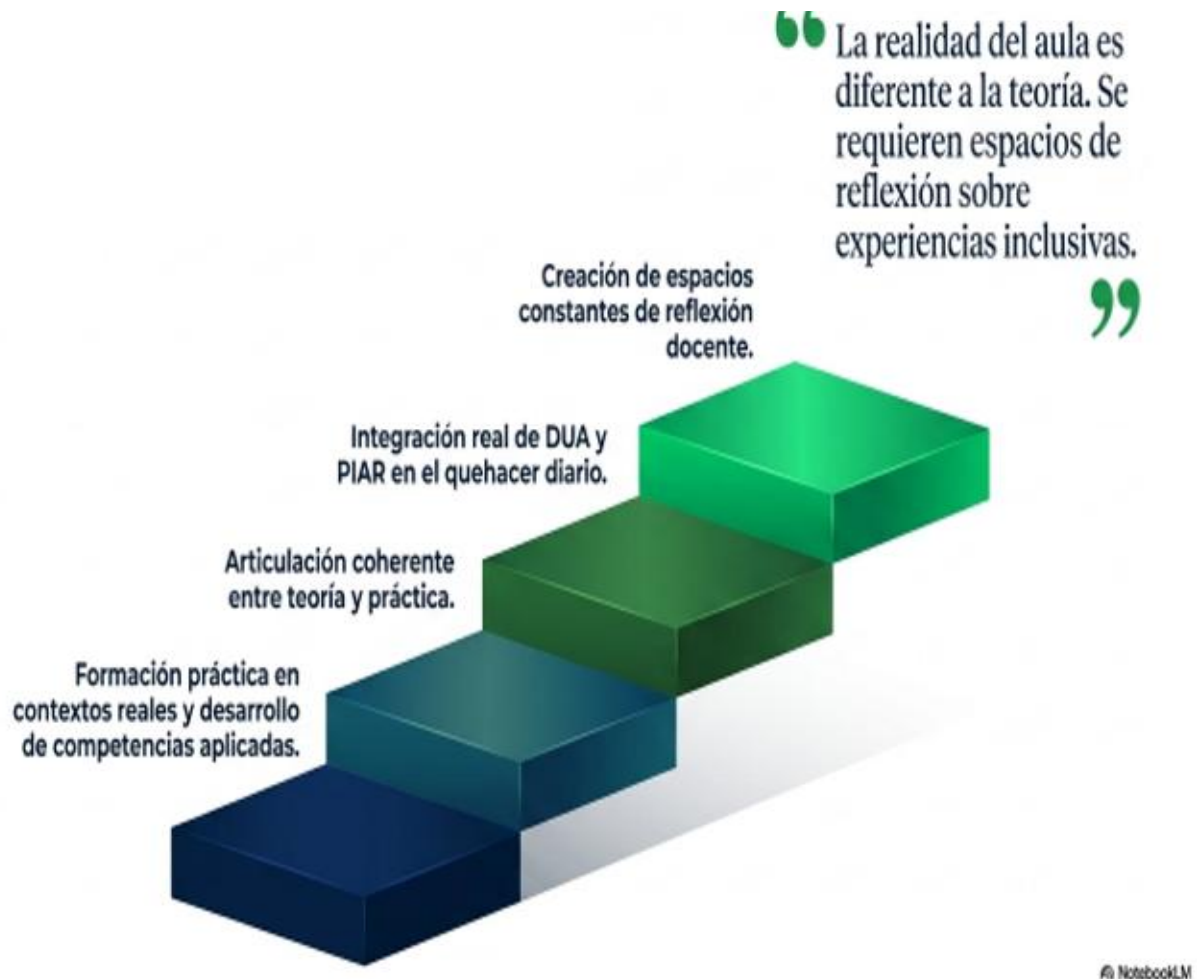 La realidad del aula es
diferente a la teoría. Se
requieren espacios de
reflexión sobre
experiencias inclusivas.
Creación de espacios
constantes de reflexión
docente.
Integración real de DUA y
PIAR en el quehacer diario.
Articulación coherente
entre teoría y práctica.
Formación práctica en
contextos reales y desarrollo
de competencias aplicadas.
NotebookLM